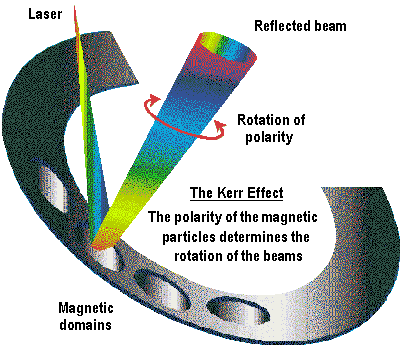 Laser
Reflected beam
Rotation of
polarity
The Kerr Effect
The polarity of the magnetic
particles determines the
rotation of the beams
Magnetic
domains